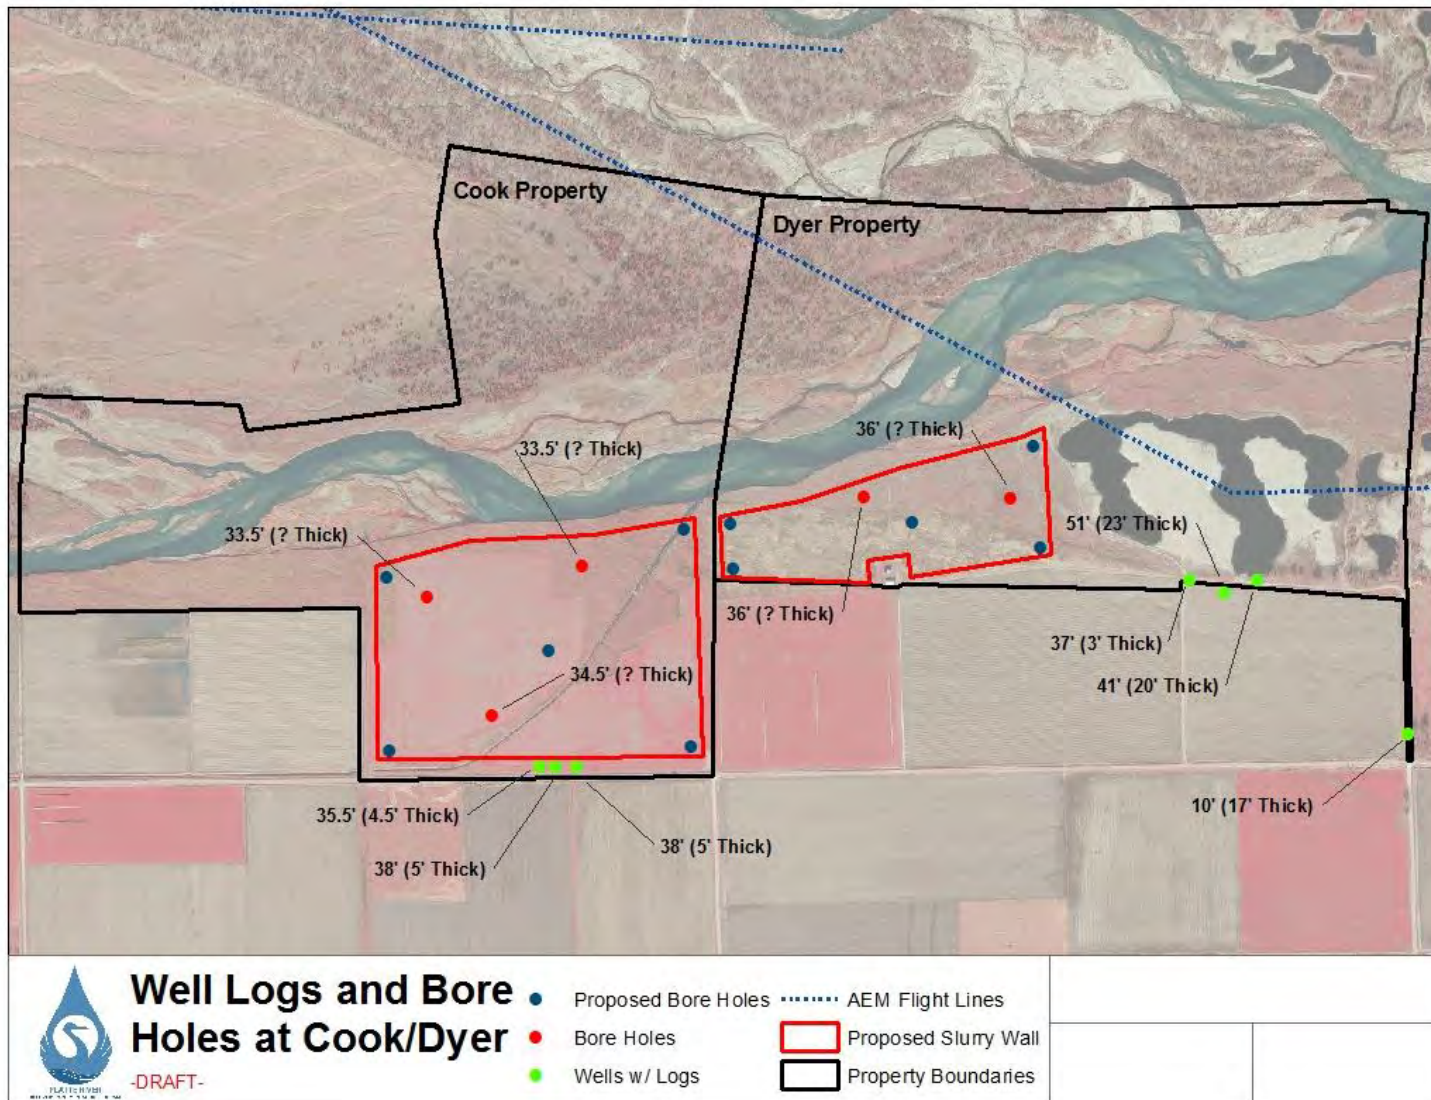 Cook Property
Dyer Property
36' (? Thick)
33.5' (? Thick)
33.5' (? Thick)
51' (23' Thick)
36' (? Thick)
37' (3' Thick)
34.5' (? Thick)
41' (20' Thick)
10' (17' Thick)
35.5' (4.5' Thick)
38' (5' Thick)
38' (5' Thick)
Well Logs and Bore
Holes at Cook/Dyer
-DRAFT-
Proposed Bore Holes
Bore Holes
Wells w/ Logs
AEM Flight Lines
Proposed Slurry Wall
Property Boundaries
PLATTE RIVER